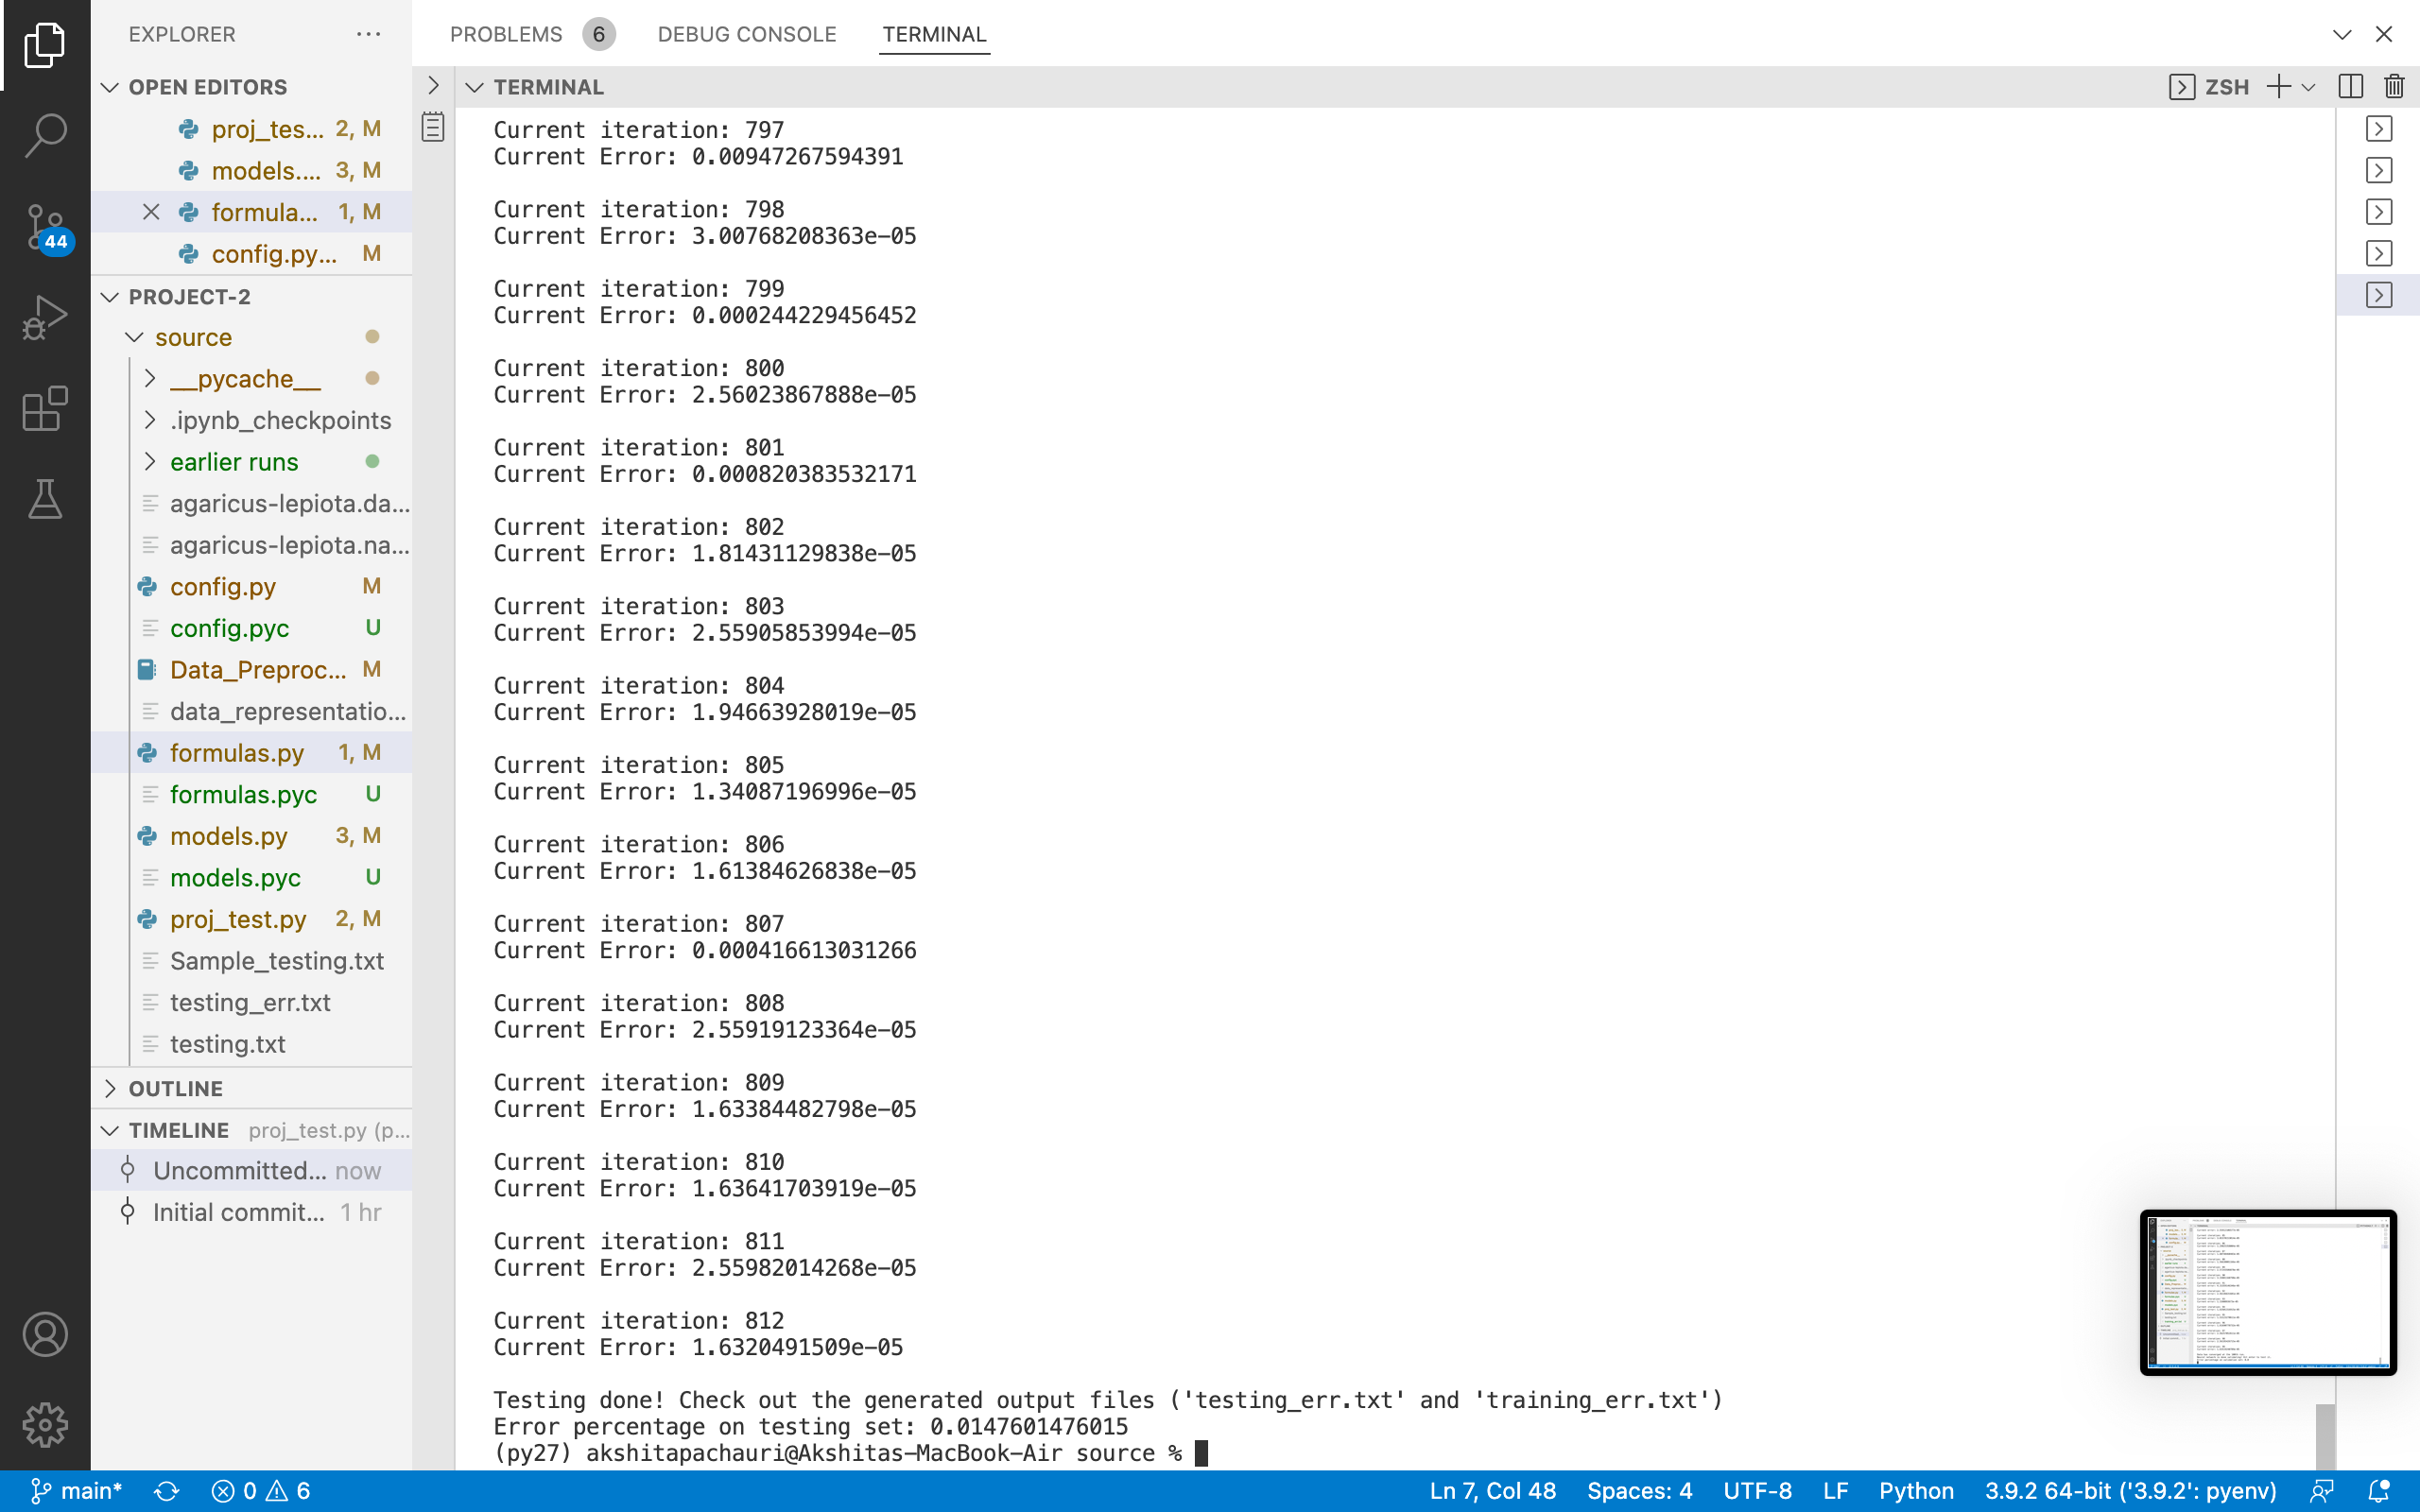 EXPLORER
OPEN EDITORS
proj_tes... 2, M
models.... 3, M
formula... 1, M
config.py... M
PROJECT-2
source
__pycache__
.ipynb_checkpoints
earlier runs
agaricus-lepiota.da...
agaricus-lepiota.na...
config.py M
config.pyc U
Data_Preproc... M
data_representatio...
formulas.py 1, M
formulas.pyc U
models.py 3, M
models.pyc U
proj_test.py 2, M
Sample_testing.txt
testing_err.txt
testing.txt
OUTLINE
TIMELINE proj_test.py (p...
Uncommitted... now
Initial commit... 1 hr
44
PROBLEMS 6 DEBUG CONSOLE TERMINAL
TERMINAL
ZSH
Current iteration: 797
Current Error: 0.00947267594391
Current iteration: 798
Current Error: 3.00768208363e-05
Current iteration: 799
Current Error: 0.000244229456452
Current iteration: 800
Current Error: 2.56023867888e-05
Current iteration: 801
Current Error: 0.000820383532171
Current iteration: 802
Current Error: 1.81431129838e-05
Current iteration: 803
Current Error: 2.55905853994e-05
Current iteration: 804
Current Error: 1.94663928019e-05
Current iteration: 805
Current Error: 1.34087196996e-05
Current iteration: 806
Current Error: 1.61384626838e-05
Current iteration: 807
Current Error: 0.000416613031266
Current iteration: 808
Current Error: 2.55919123364e-05
Current iteration: 809
Current Error: 1.63384482798e-05
Current iteration: 810
Current Error: 1.63641703919e-05
Current iteration: 811
Current Error: 2.55982014268e-05
Current iteration: 812
Current Error: 1.6320491509e-05
Testing done! Check out the generated output files ('testing_err.txt' and 'training_err.txt')
Error percentage on testing set: 0.0147601476015
(py27) akshitapachauri@Akshitas-MacBook-Air source %
main* 0 6
Ln 7, Col 48 Spaces: 4 UTF-8 LF Python 3.9.2 64-bit ('3.9.2': pyenv)